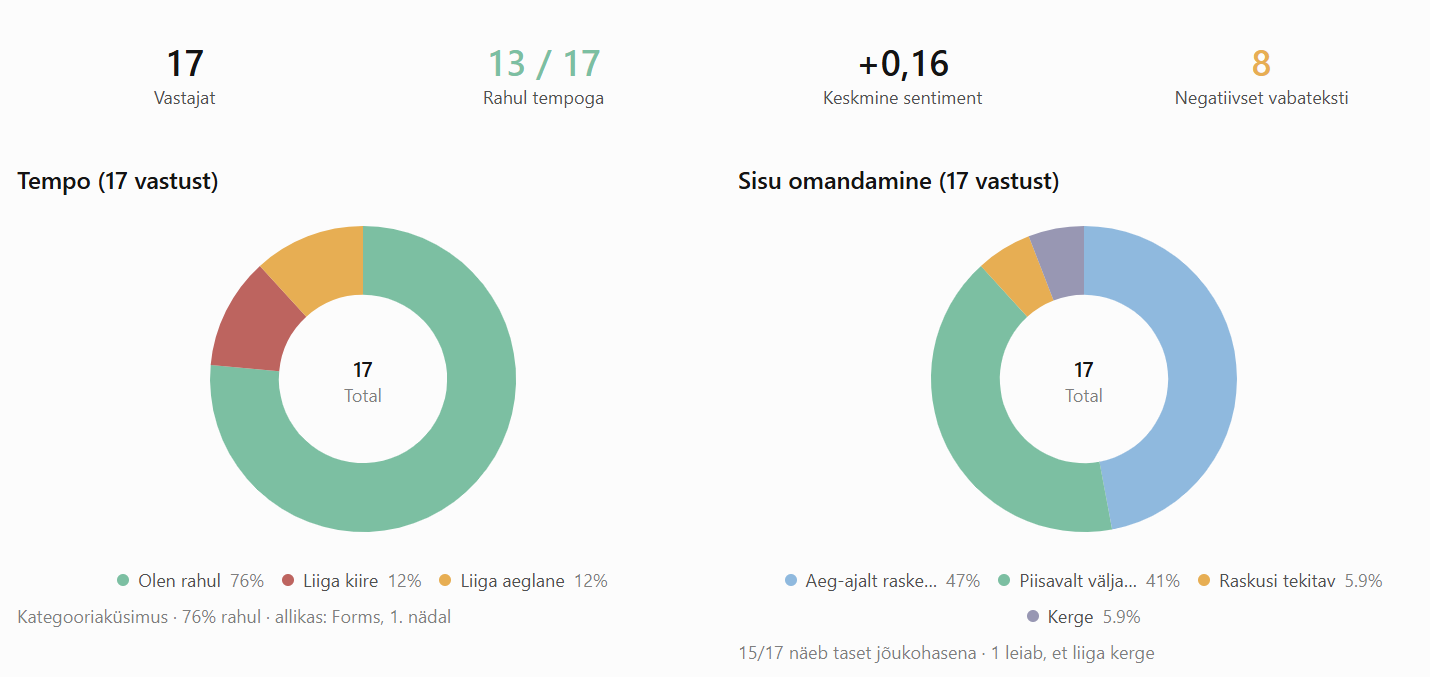 17
Vastajat
13 / 17
Rahul tempoga
+0,16
Keskmine sentiment
8
Negatiivset vabateksti
Tempo (17 vastust)
17
Total
Olen rahul 76% Liiga kiire 12% Liiga aeglane 12%
Kategooriaküsimus · 76% rahul · allikas: Forms, 1. nädal
Sisu omandamine (17 vastust)
17
Total
Aeg-ajalt raske... 47% Piisavalt välja... 41% Raskusi tekitav 5.9%
Kerge 5.9%
15/17 näeb taset jõukohasena · 1 leiab, et liiga kerge